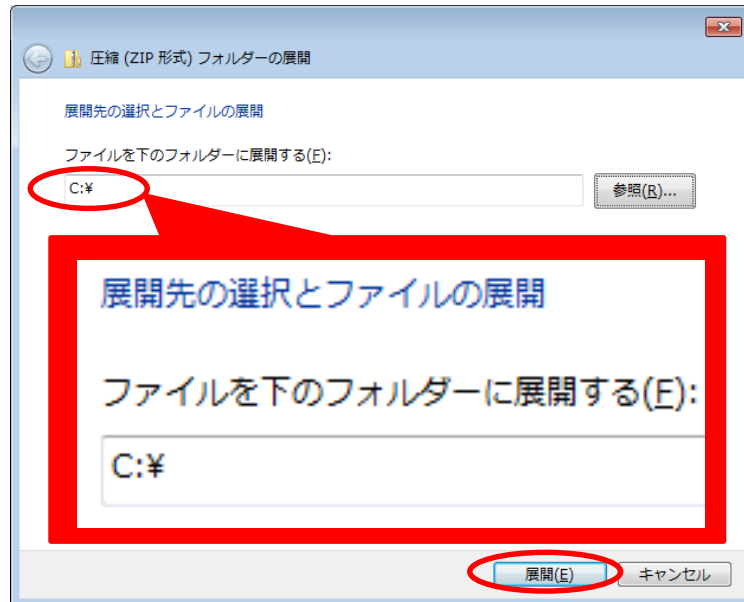 圧縮 (ZIP 形式) フォルダーの展開
展開先の選択とファイルの展開
ファイルを下のフォルダーに展開する(F):
C:¥
参照(R)...
展開先の選択とファイルの展開
ファイルを下のフォルダーに展開する(F):
C:¥
展開(E)
キャンセル